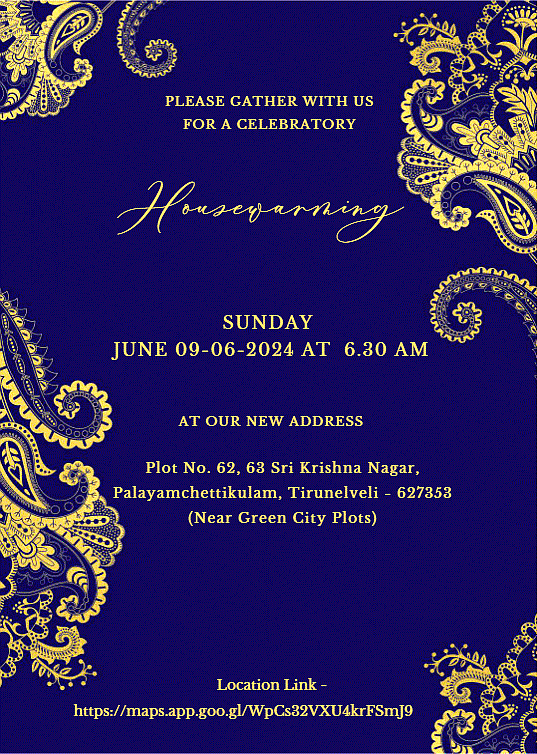 PLEASE GATHER WITH US
FOR A CELEBRATORY
Housewarming
SUNDAY
JUNE 09-06-2024 AT 6.30 AM
AT OUR NEW ADDRESS
Plot No. 62, 63 Sri Krishna Nagar,
Palayamchettikulam, Tirunelveli - 627353
(Near Green City Plots)
Location Link -
https://maps.app.goo.gl/WpCs32VXU4krFSmJ9